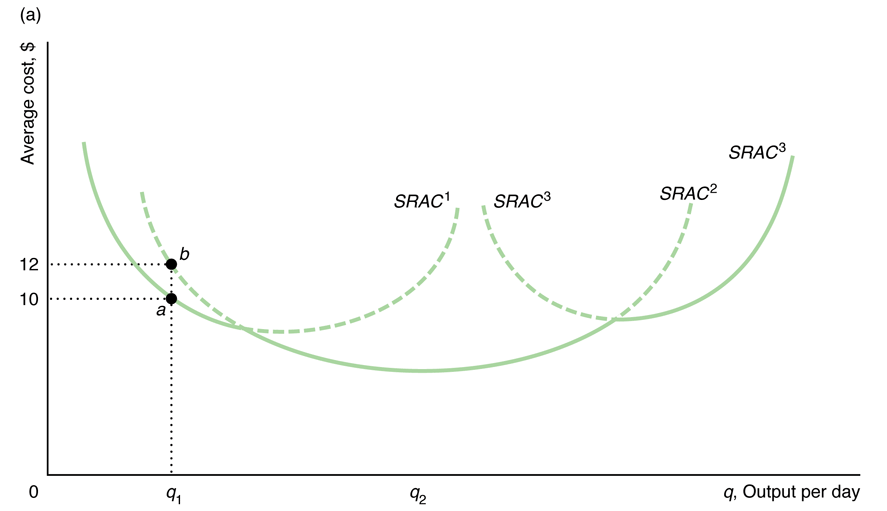 (a)
Average cost, $
SRAC³
SRAC¹
SRAC³
SRAC²
12
b
10
a
0
q₁
q₂
q, Output per day